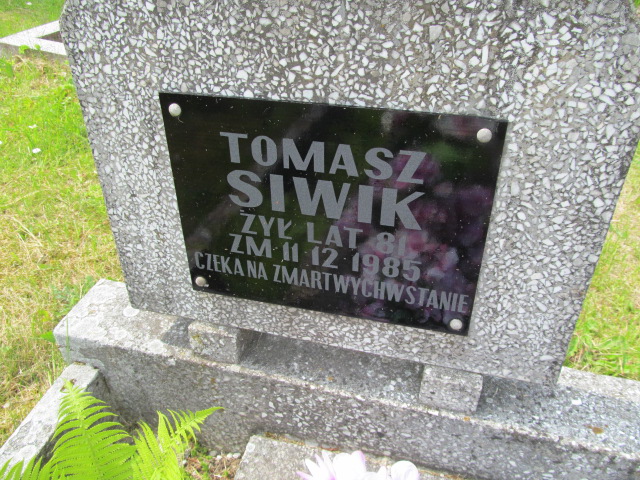 TOMASZ
SIWIK
ŻYŁ LAT 81
ZM 11 12 1985
CZEKA NA ZMARTWYCHWSTANIE